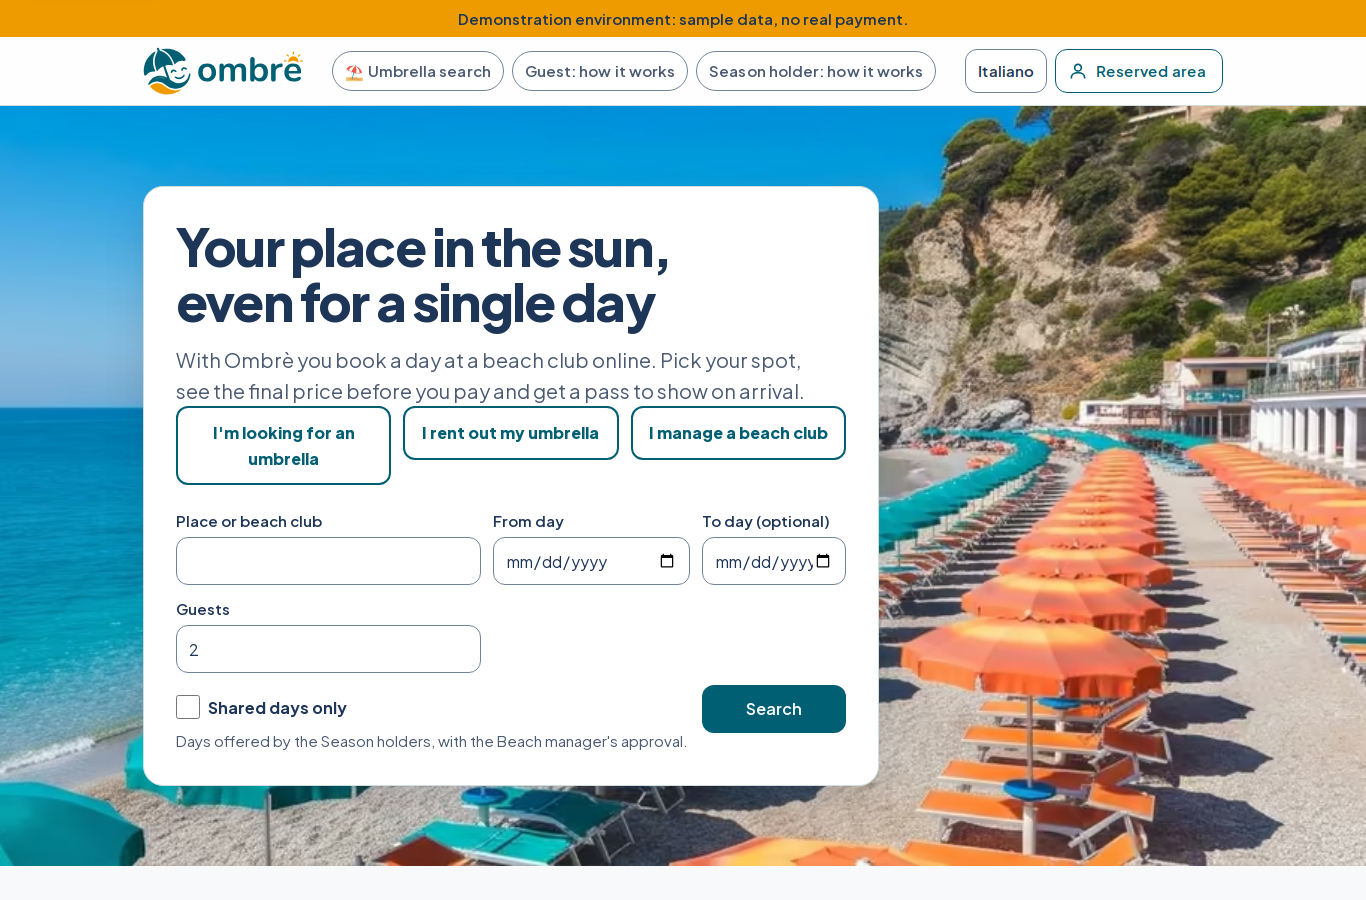 Demonstration environment: sample data, no real payment.
ombrè
Umbrella search
Guest: how it works
Season holder: how it works
Italiano
Reserved area
Your place in the sun,
even for a single day
With Ombrè you book a day at a beach club online. Pick your spot,
see the final price before you pay and get a pass to show on arrival.
I'm looking for an
umbrella
I rent out my umbrella
I manage a beach club
Place or beach club
From day
To day (optional)
mm/dd/yyyy
mm/dd/yyyy
Guests
2
Shared days only
Search
Days offered by the Season holders, with the Beach manager's approval.